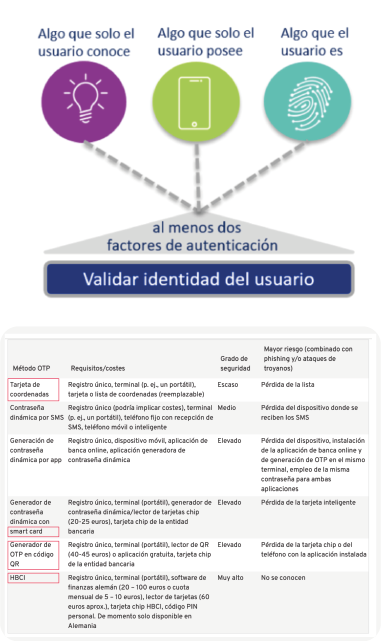 Algo que solo el usuario conoce
Algo que solo el usuario posee
Algo que el usuario es
al menos dos
factores de autenticación
Validar identidad del usuario
Método OTP
Requisitos/costes
Grado de
seguridad
Mayor riesgo (combinado con
phishing y/o ataques de
troyanos)
Tarjeta de
coordenadas
Registro único, terminal (p. ej., un portátil),
tarjeta o lista de coordenadas (reemplazable)
Escaso
Pérdida de la lista
Contraseña
dinámica por SMS
Registro único (podría implicar costes), terminal
(p. ej., un portátil), teléfono fijo con recepción de
SMS, teléfono móvil o inteligente
Medio
Pérdida del dispositivo donde se
reciben los SMS
Generación de
contraseña
dinámica por app
Registro único, dispositivo móvil, aplicación de
banca online, aplicación generadora de
contraseña dinámica
Elevado
Pérdida del dispositivo, instalación
de la aplicación de banca online y
de generación de OTP en el mismo
terminal, empleo de la misma
contraseña para ambas
aplicaciones
Generador de
contraseña
dinámica con
smart card
Registro único, terminal (portátil), generador de
contraseña dinámica/lector de tarjetas chip
(20-25 euros), tarjeta chip de la entidad
bancaria
Elevado
Pérdida de la tarjeta inteligente
Generador de
OTP en código
QR
Registro único, terminal (portátil), lector de QR
(40-45 euros) o aplicación gratuita, tarjeta chip
de la entidad bancaria
Elevado
Pérdida de la tarjeta chip o del
teléfono con la aplicación instalada
HBCI
Registro único, terminal (portátil), software de
finanzas alemán (20 – 100 euros o cuota
mensual de 5 – 10 euros), lector de tarjetas (60
euros aprox.), tarjeta chip HBCI, código PIN
personal. De momento solo disponible en
Alemania
Muy alto
No se conocen